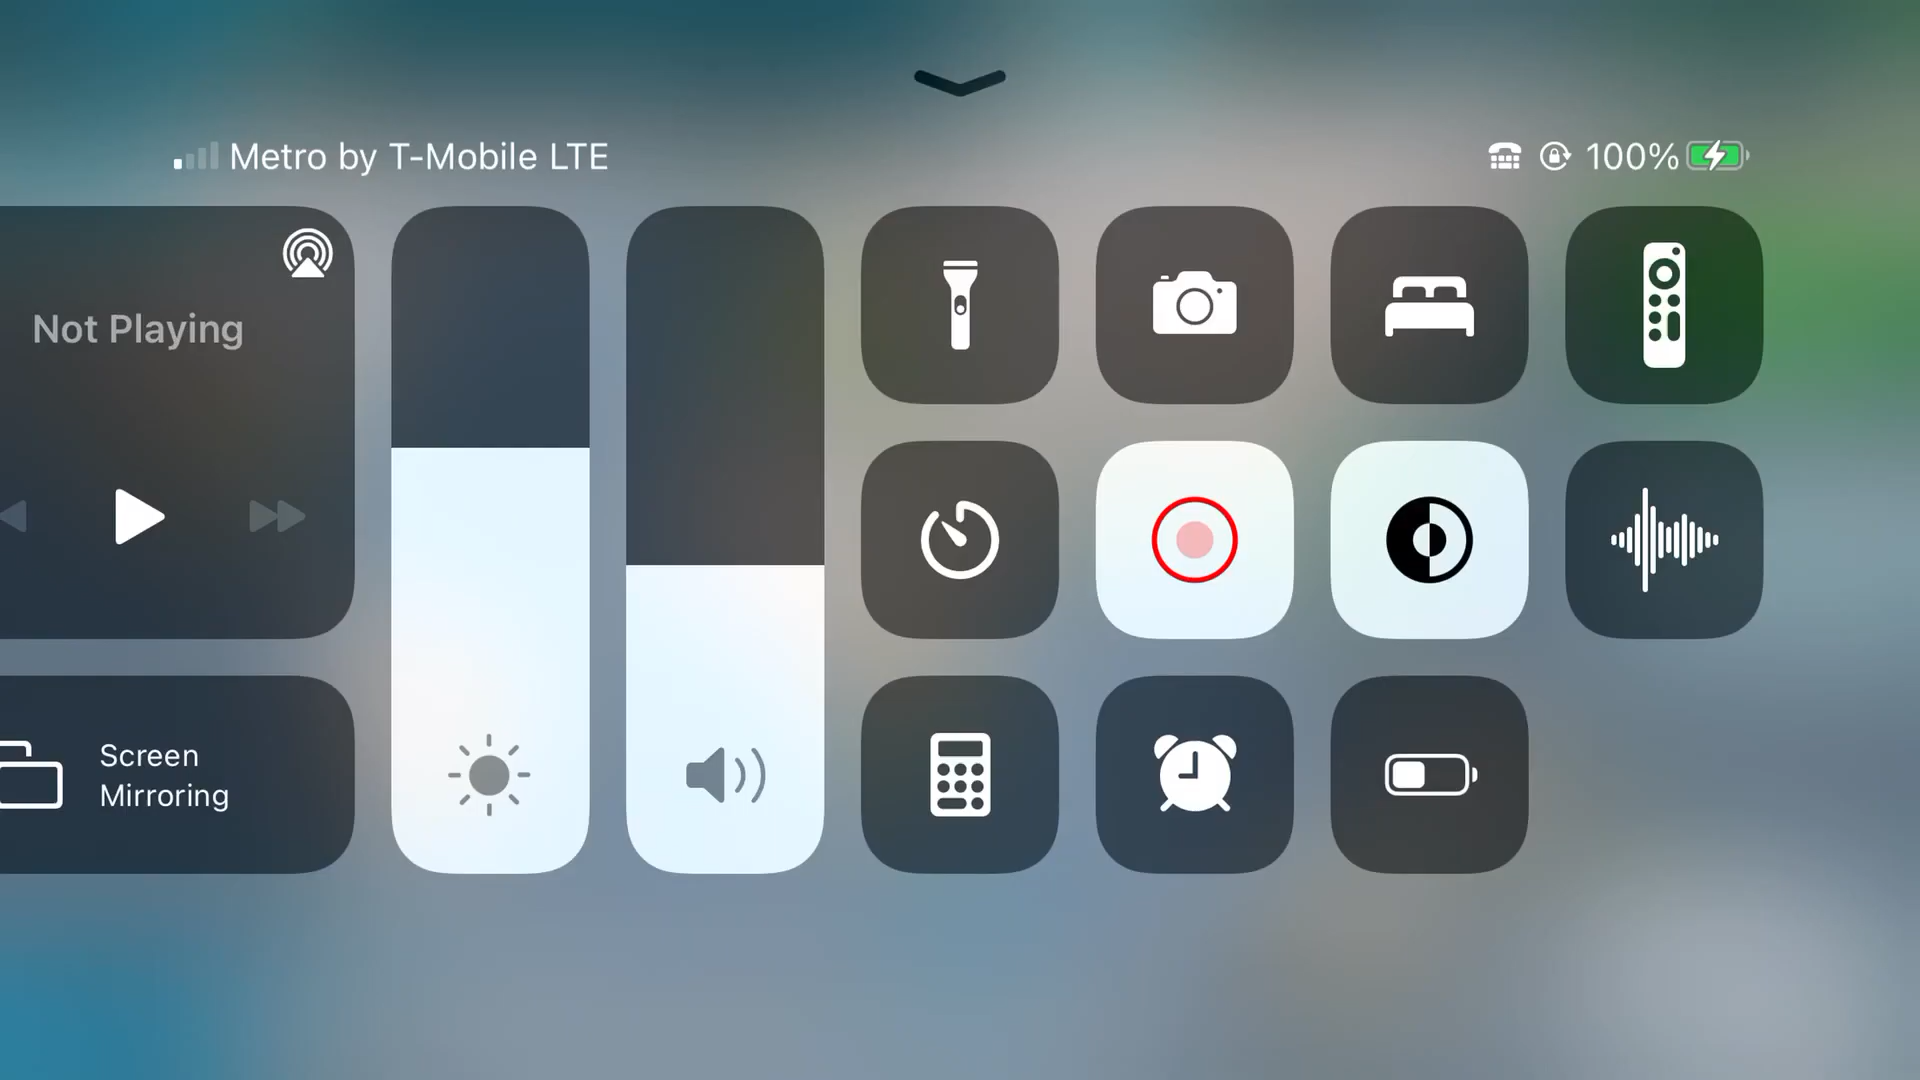 Metro by T-Mobile LTE
100%
Not Playing
Screen
Mirroring